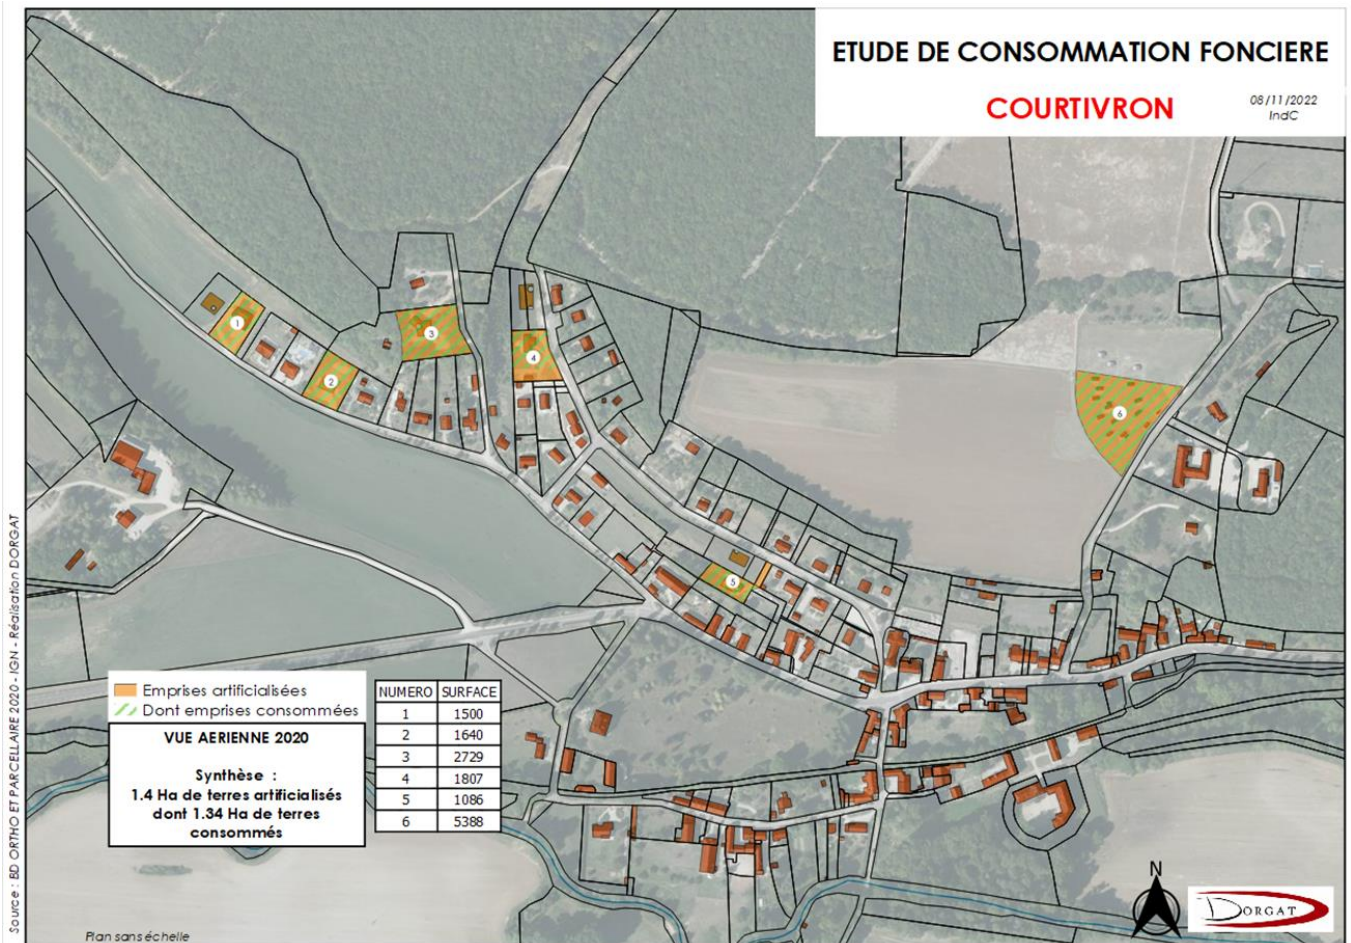 ETUDE DE CONSOMMATION FONCIERE
COURTIVRON
08/11/2022
IndC
1
2
3
4
5
6
Emprises artificialisées
Dont emprises consommées
VUE AERIENNE 2020
Synthèse :
1.4 Ha de terres artificialisés
dont 1.34 Ha de terres
consommés
NUMERO SURFACE
1 1500
2 1640
3 2729
4 1807
5 1086
6 5388
Source : BD ORTHO ET PARCELLAIRE 2020 - IGN - Réalisation DORGAT
Plan sans échelle
N
DORGAT